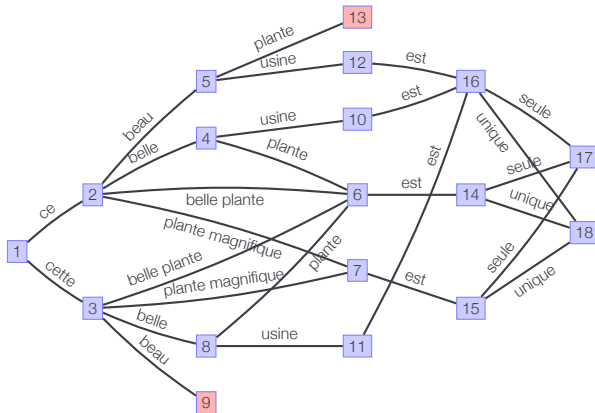 13
plante
usine
12
est
5
16
beau
seule
usine
10
est
belle
4
unique
plante
est
17
seule
2
belle plante
6
est
14
unique
ce
plante magnifique
18
1
plante
cette
belle plante
7
est
seule
unique
plante magnifique
3
15
belle
8
usine
11
beau
9